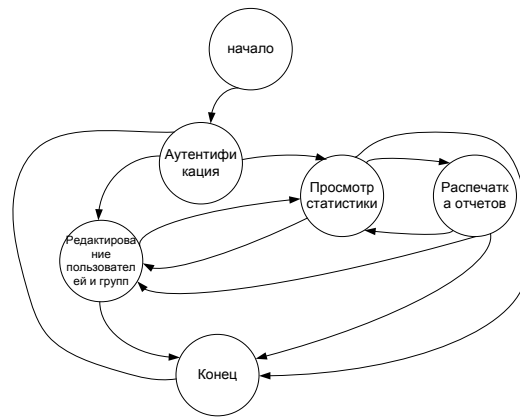 начало
Аутентифи
кация
Просмотр
статистики
Распечатк
а отчетов
Редактирова
ние
пользовател
ей и групп
Конец